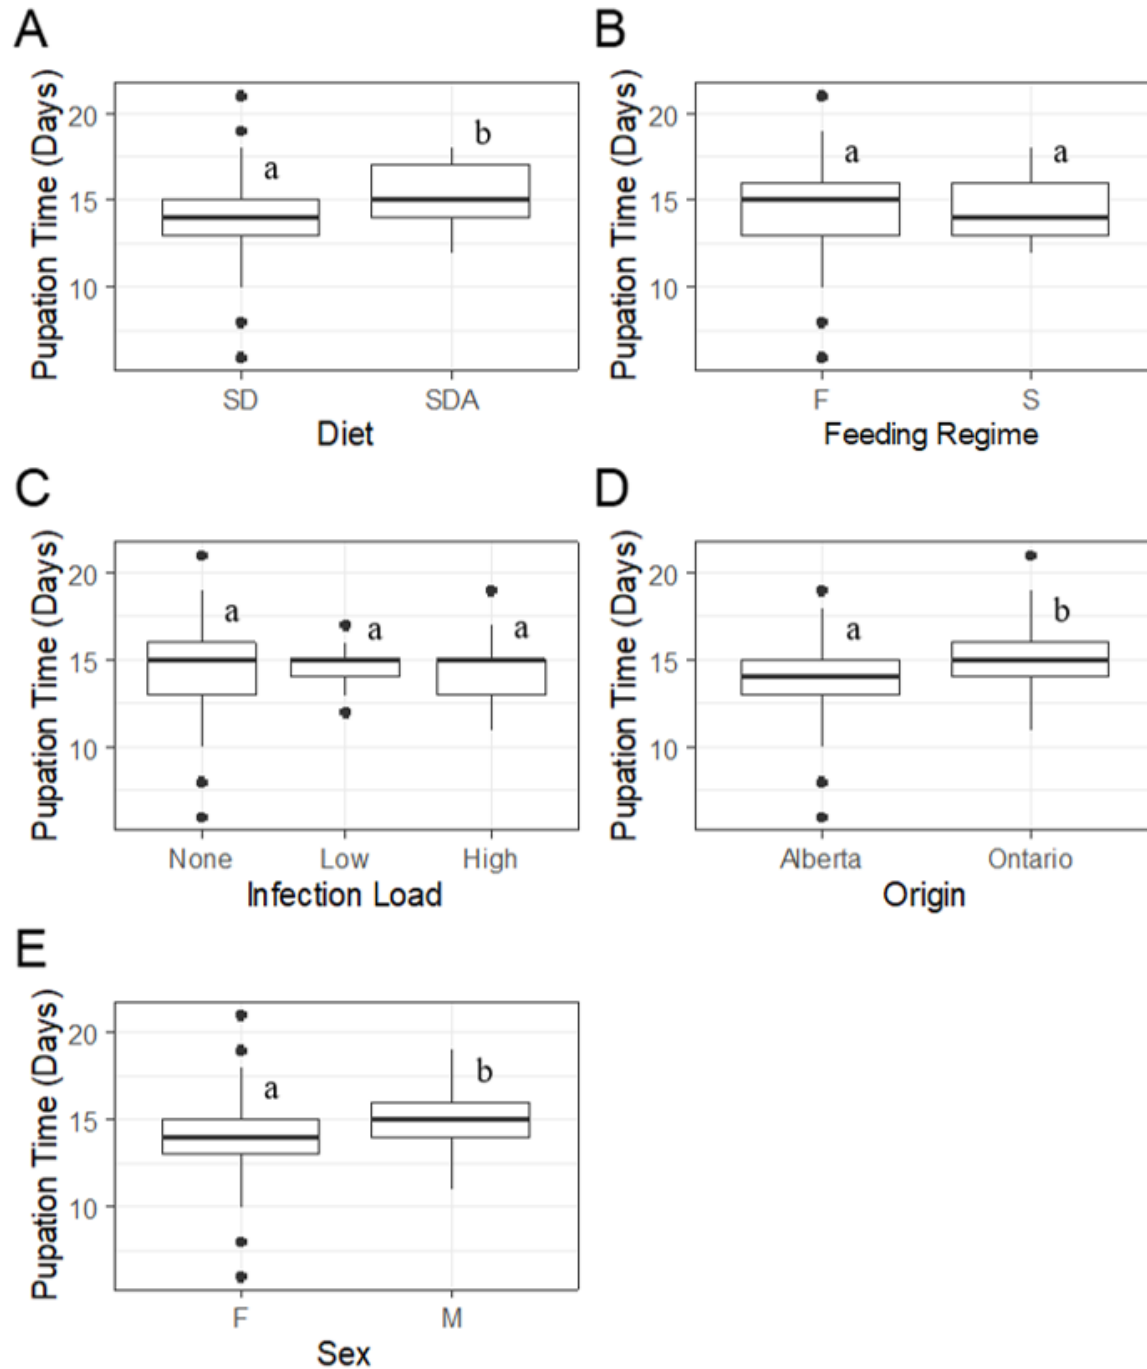 A
Pupation Time (Days)
20
15
10
a
b
SD
SDA
Diet
B
Pupation Time (Days)
20
15
10
a
a
F
S
Feeding Regime
C
Pupation Time (Days)
20
15
10
a
a
a
None
Low
High
Infection Load
D
Pupation Time (Days)
20
15
10
a
b
Alberta
Ontario
Origin
E
Pupation Time (Days)
20
15
10
a
b
F
M
Sex